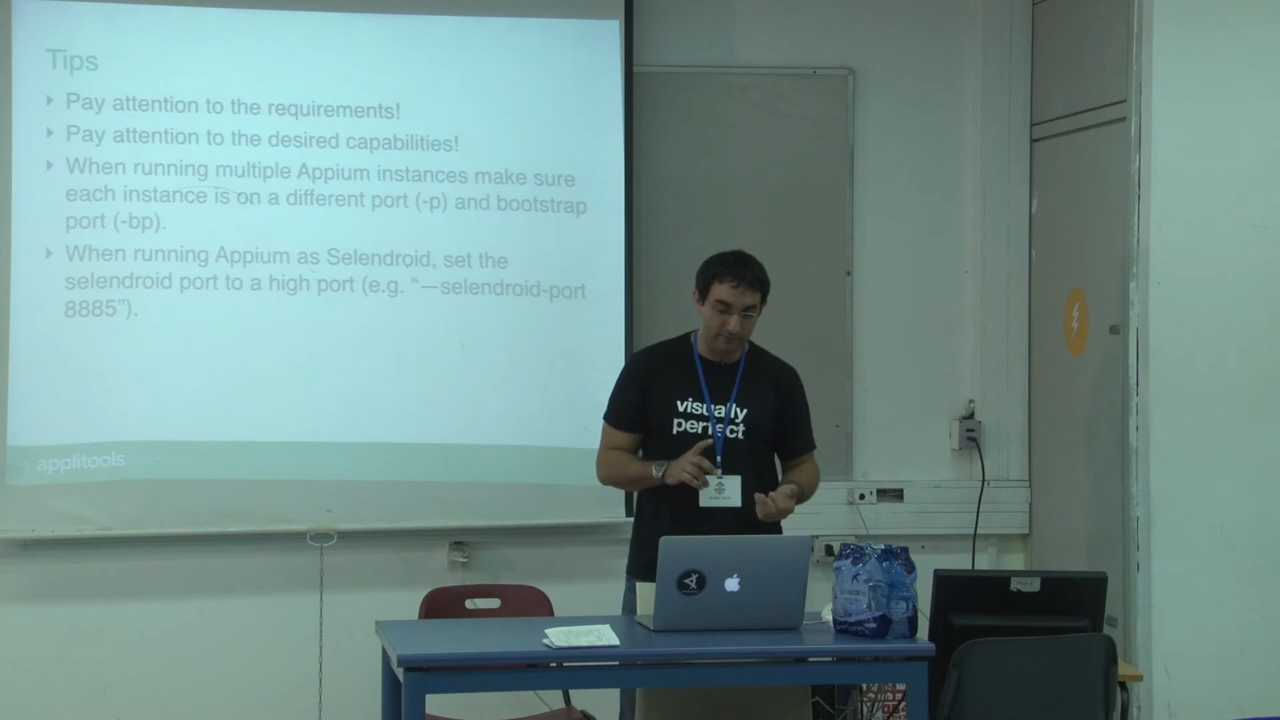 Tips
Pay attention to the requirements!
Pay attention to the desired capabilities!
When running multiple Appium instances make sure
each instance is on a different port (-p) and bootstrap
port (-bp).
When running Appium as Selendroid, set the
selendroid port to a high port (e.g. “—selendroid-port
8885”).
applitools
visually
perfect